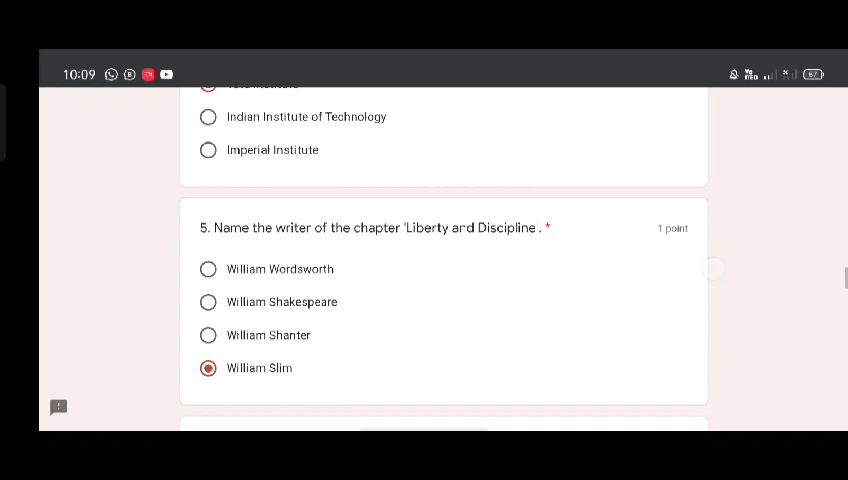 10:09
Indian Institute of Technology
Imperial Institute
5. Name the writer of the chapter 'Liberty and Discipline'. *
1 point
William Wordsworth
William Shakespeare
William Shanter
William Slim